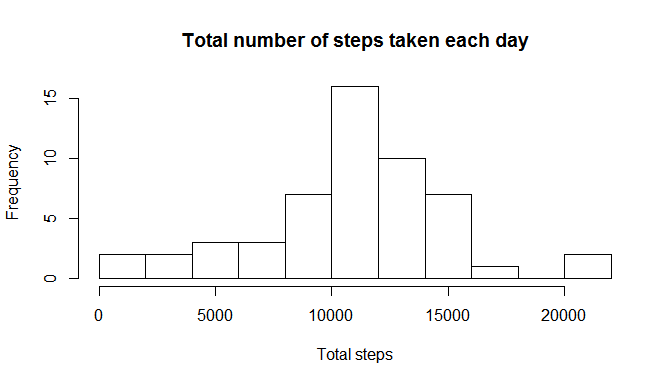 Total number of steps taken each day
Frequency
15
10
5
0
0 5000 10000 15000 20000
Total steps